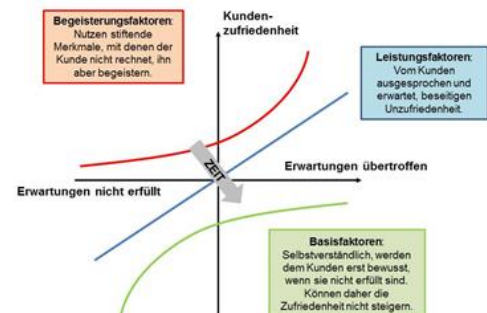 Begeisterungsfaktoren:
Nutzen stiftende
Merkmale, mit denen der
Kunde nicht rechnet, ihn
aber begeistern.
Kunden-
zufriedenheit
Leistungsfaktoren:
Vom Kunden
ausgesprochen und
erwartet, beseitigen
Unzufriedenheit.
ZEIT
Erwartungen übertroffen
Erwartungen nicht erfüllt
Basisfaktoren:
Selbstverständlich, werden
dem Kunden erst bewusst,
wenn sie nicht erfüllt sind.
Können daher die
Zufriedenheit nicht steigern.